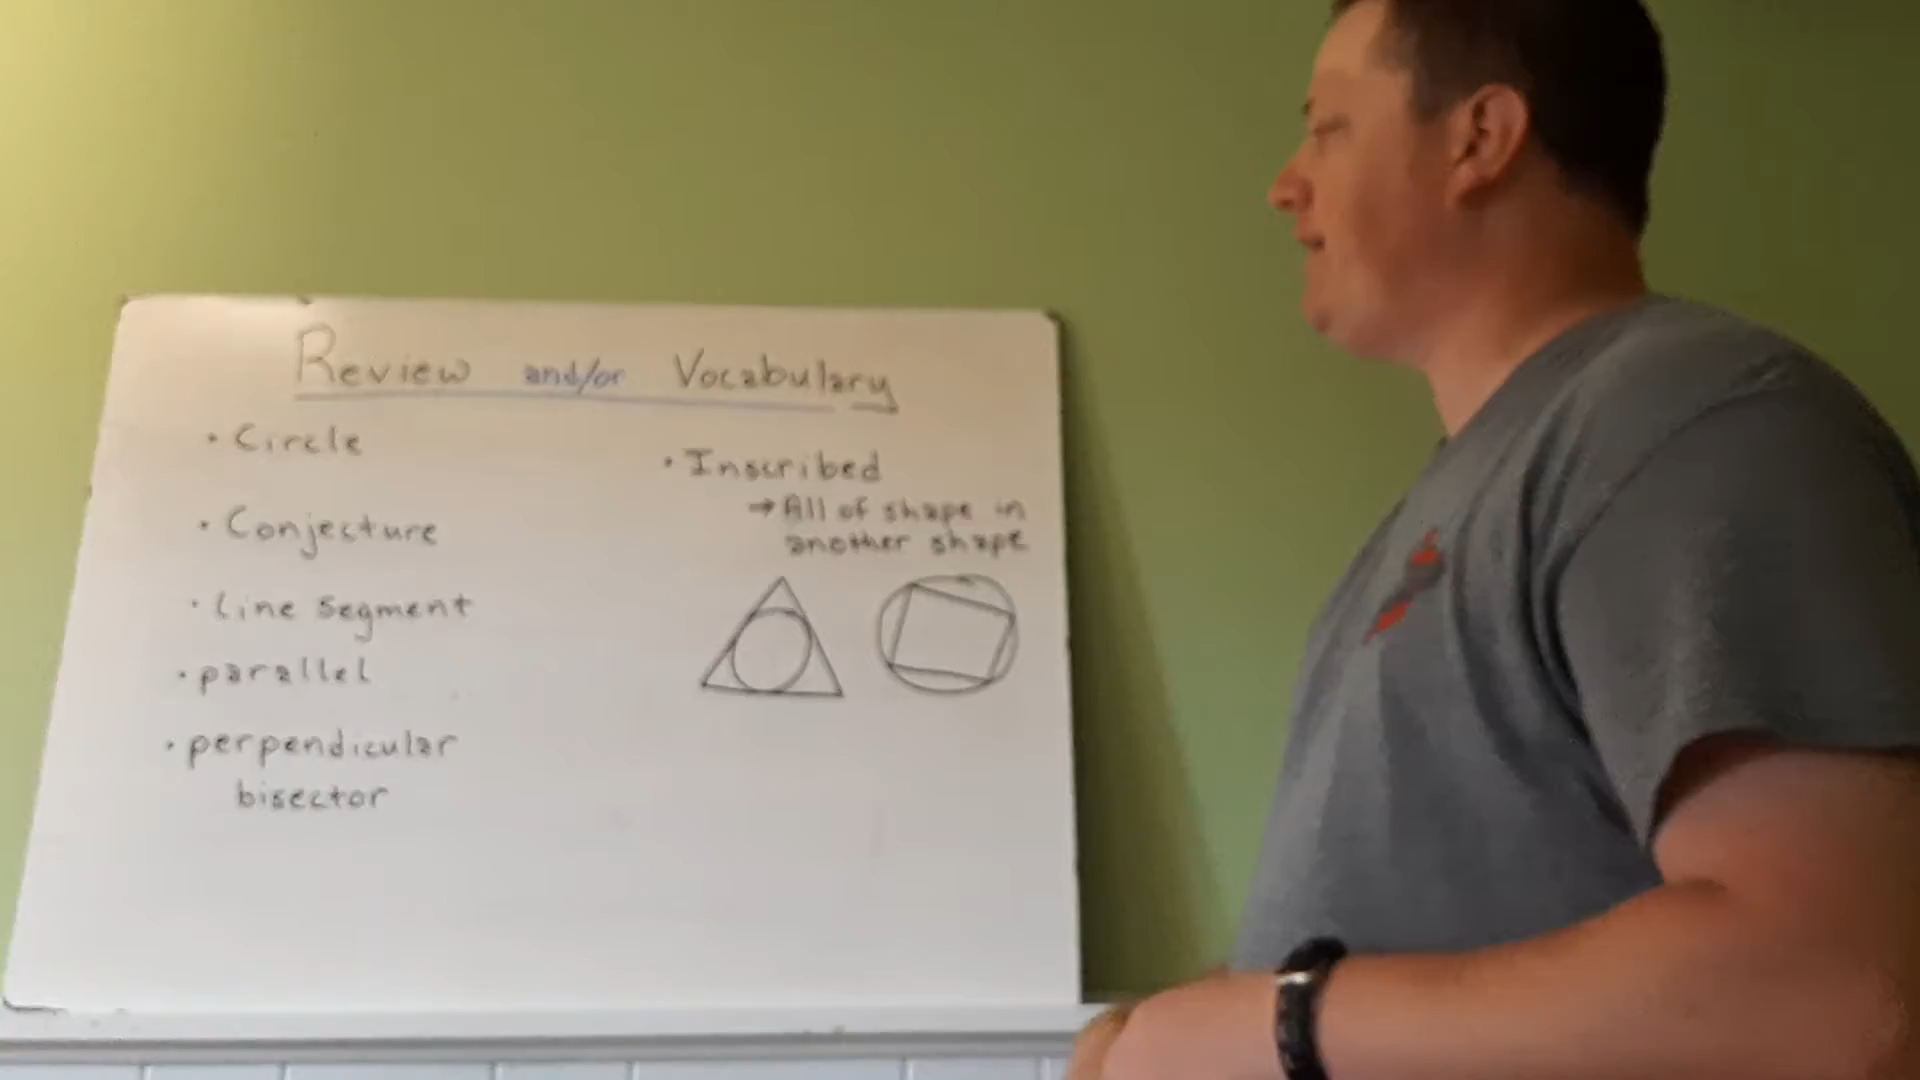 Review and/or Vocabulary
• Circle
• Conjecture
• Line Segment
• parallel
• perpendicular
bisector
• Inscribed
→ All of shape in
another shape